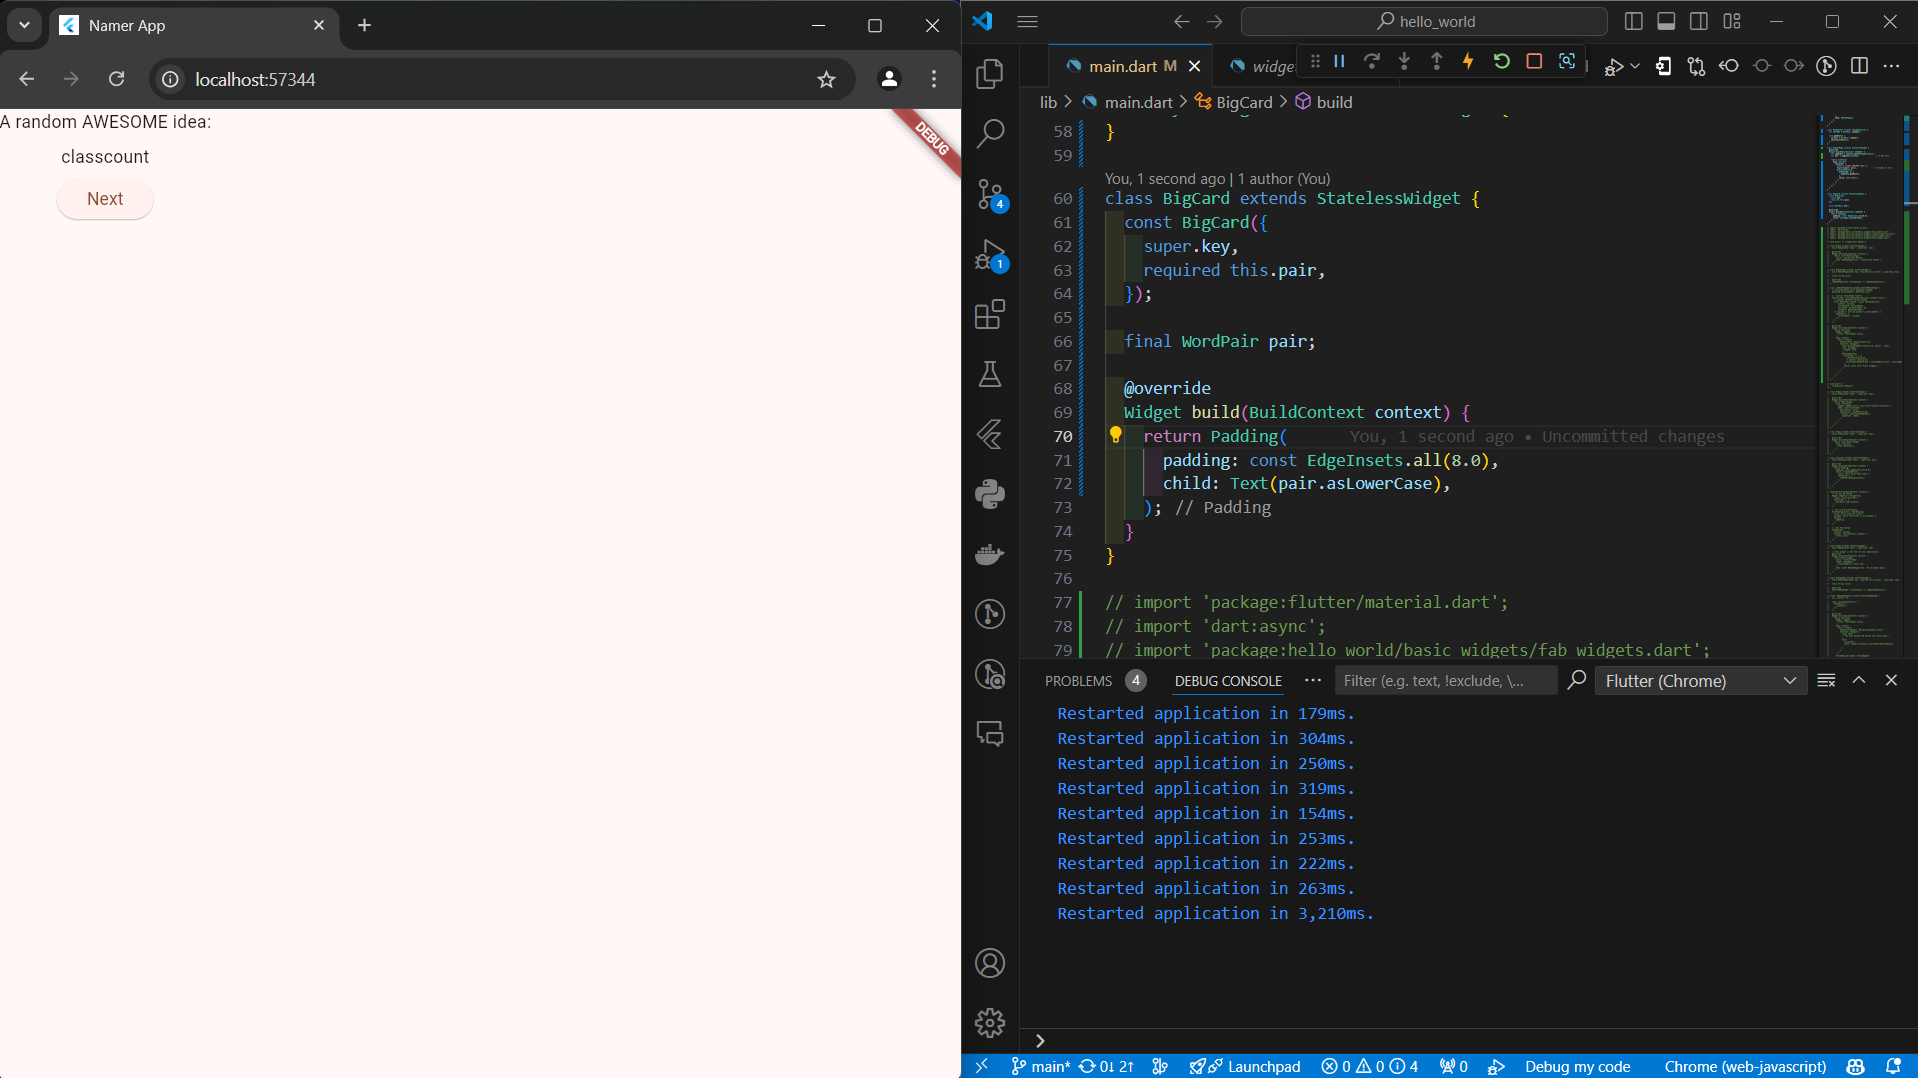 Namer App
localhost:57344
A random AWESOME idea:
classcount
Next
DEBUG
hello_world
main.dart M
widge
lib > main.dart > BigCard > build
58 }
59
You, 1 second ago | 1 author (You)
60 class BigCard extends StatelessWidget {
61 const BigCard({
62 super.key,
63 required this.pair,
64 });
65
66 final WordPair pair;
67
68 @override
69 Widget build(BuildContext context) {
70 return Padding( You, 1 second ago • Uncommitted changes
71 padding: const EdgeInsets.all(8.0),
72 child: Text(pair.asLowerCase),
73 ); // Padding
74 }
75 }
76
77 // import 'package:flutter/material.dart';
78 // import 'dart:async';
79 // import 'package:hello_world/basic_widgets/fab_widgets.dart';
4
1
PROBLEMS 4 DEBUG CONSOLE ... Filter (e.g. text, !exclude, \... Flutter (Chrome)
Restarted application in 179ms.
Restarted application in 304ms.
Restarted application in 250ms.
Restarted application in 319ms.
Restarted application in 154ms.
Restarted application in 253ms.
Restarted application in 222ms.
Restarted application in 263ms.
Restarted application in 3,210ms.
main* 0↓ 2↑ Launchpad 0 0 4 0 Debug my code Chrome (web-javascript)